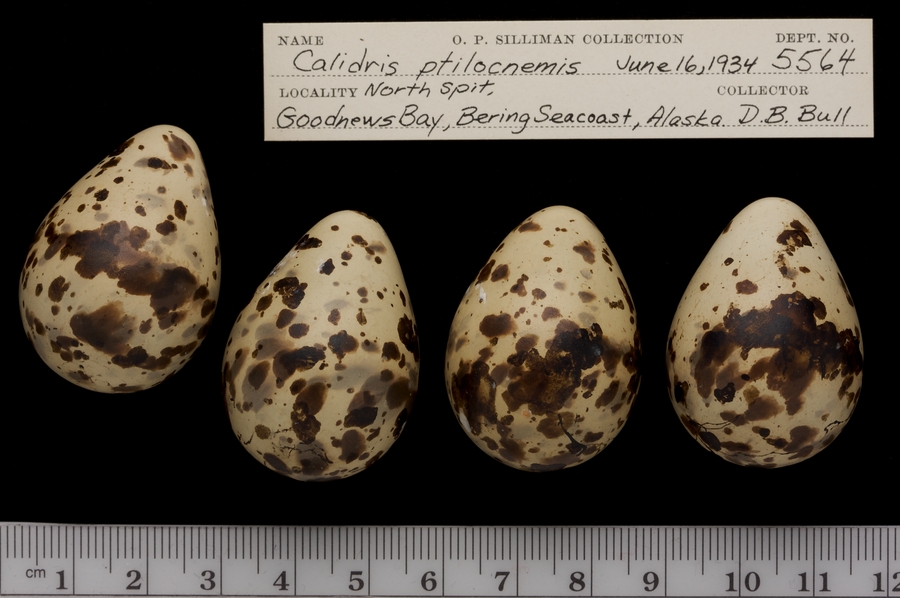 NAME O. P. SILLIMAN COLLECTION DEPT. NO.
Calidris ptilocnemis June 16, 1934 5564
LOCALITY North Spit, COLLECTOR
Goodnews Bay, Bering Seacoast, Alaska. D.B. Bull
cm 1 2 3 4 5 6 7 8 9 10 11 12